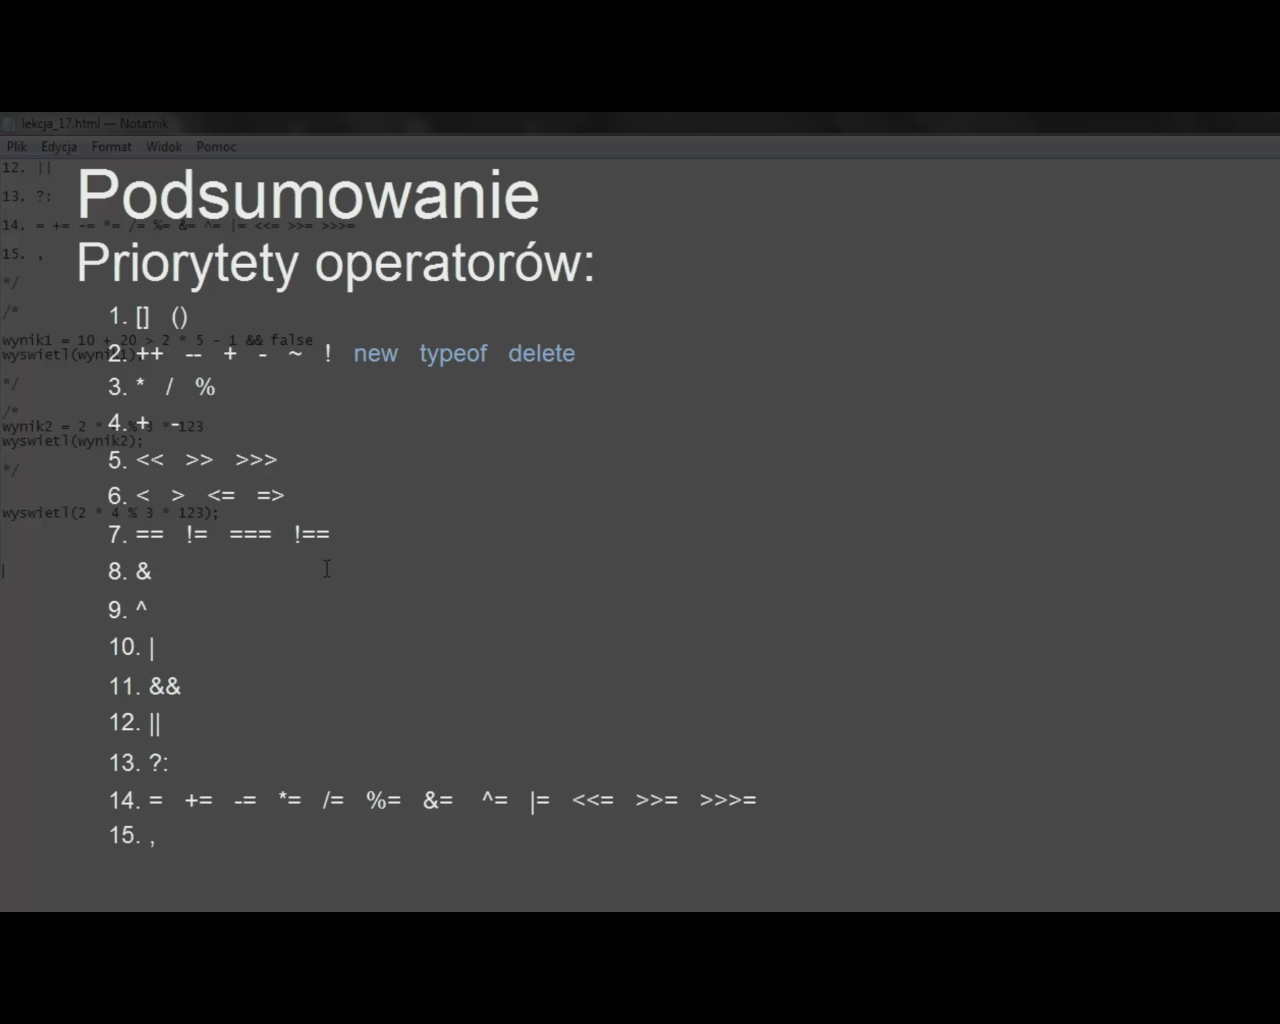 lekcja_17.html — Notatnik
Plik Edycja Format Widok Pomoc
12. ||
Podsumowanie
13. ?:
14. = += -= *= /= %= &= ^= |= <<= >>= >>>=
15. ,
Priorytety operatorów:
*/
/*
1. [] ()
wynik1 = 10 + 20 > 2 * 5 - 1 && false
wyswietl(wynik1);
2. ++ -- + - ~ ! new typeof delete
*/
3. * / %
/*
4. + -
wynik2 = 2 * 4 % 3 * 123
wyswietl(wynik2);
5. << >> >>>
*/
6. < > <= =>
wyswietl(2 * 4 % 3 * 123);
7. == != === !==
8. &
9. ^
10. |
11. &&
12. ||
13. ?:
14. = += -= *= /= %= &= ^= |= <<= >>= >>>=
15. ,